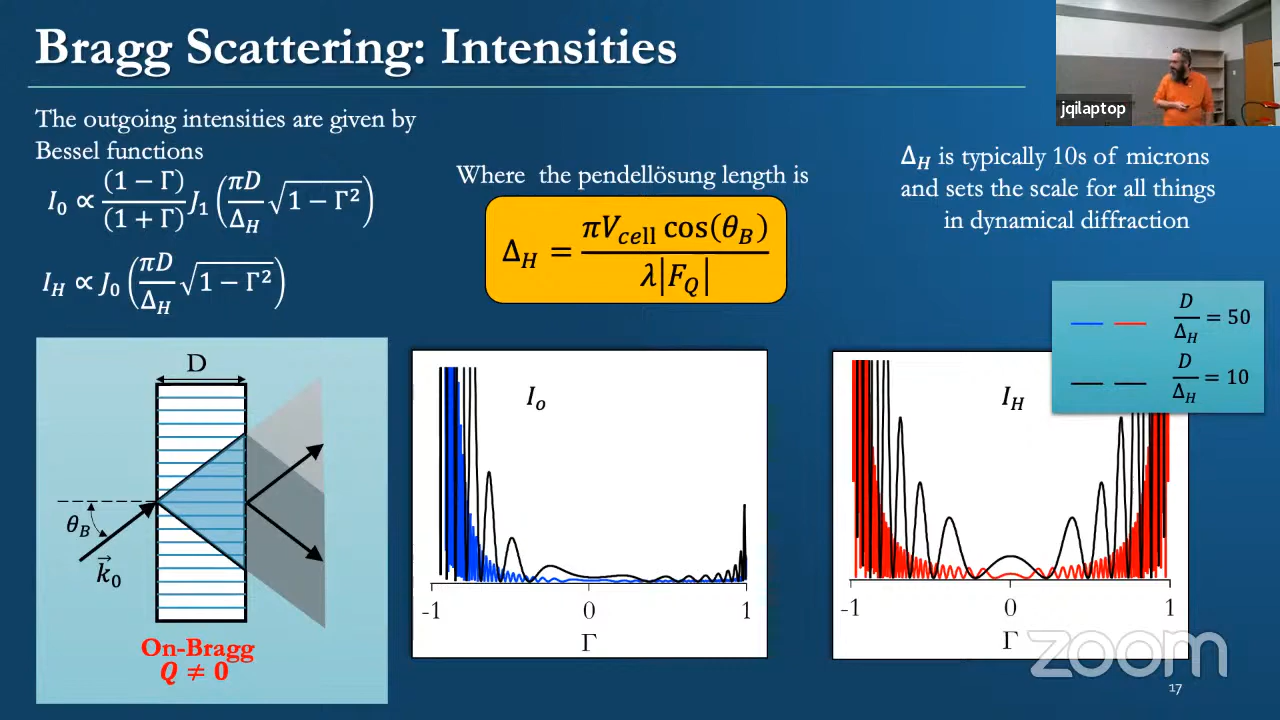 Bragg Scattering: Intensities
jqilaptop
The outgoing intensities are given by
Bessel functions
I₀ ∝ (1 − Γ)/(1 + Γ) J₁(πD/Δ_H √(1 − Γ²))
I_H ∝ J₀(πD/Δ_H √(1 − Γ²))
Where the pendellösung length is
Δ_H = πV_cell cos(θ_B) / λ|F_Q|
Δ_H is typically 10s of microns
and sets the scale for all things
in dynamical diffraction
D/Δ_H = 50
D/Δ_H = 10
D
θ_B
k⃗₀
On-Bragg
Q ≠ 0
I_o
-1 0 1
Γ
I_H
-1 0 1
Γ
zoom
17